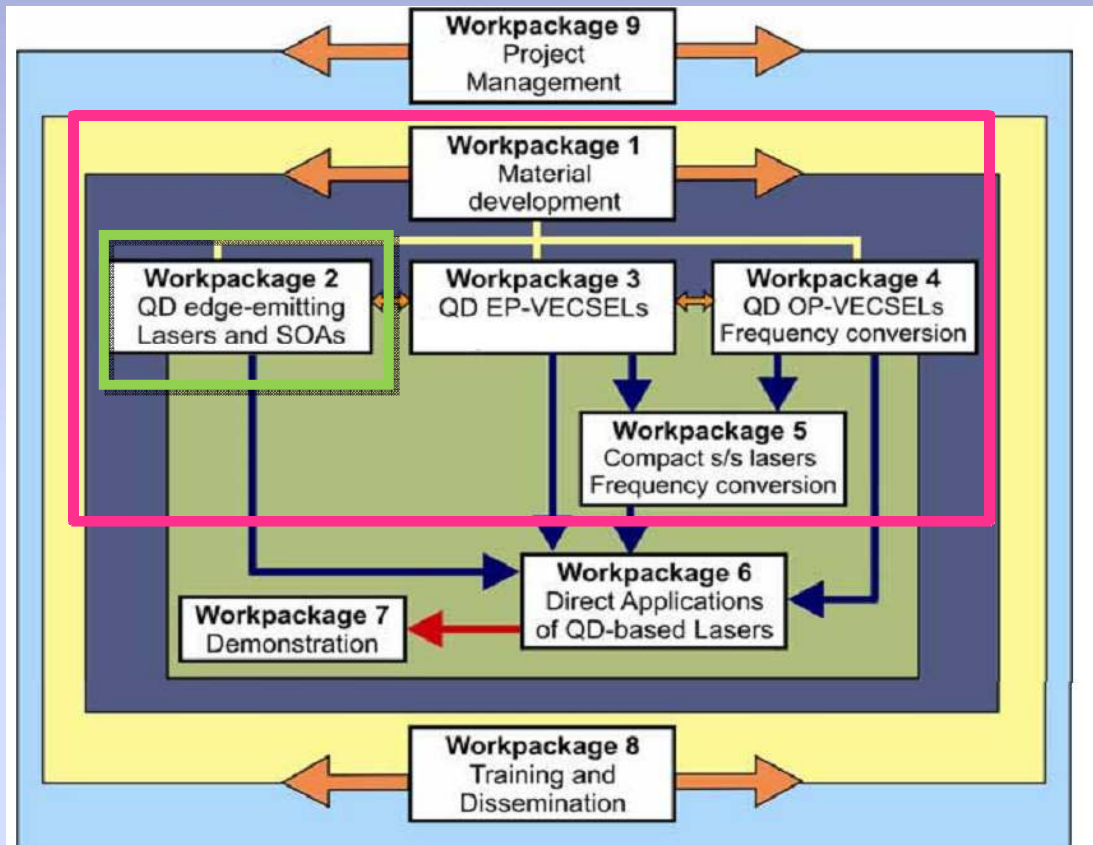 Workpackage 9
Project
Management
Workpackage 1
Material
development
Workpackage 2
QD edge-emitting
Lasers and SOAs
Workpackage 3
QD EP-VECSELs
Workpackage 4
QD OP-VECSELs
Frequency conversion
Workpackage 5
Compact s/s lasers
Frequency conversion
Workpackage 6
Direct Applications
of QD-based Lasers
Workpackage 7
Demonstration
Workpackage 8
Training and
Dissemination